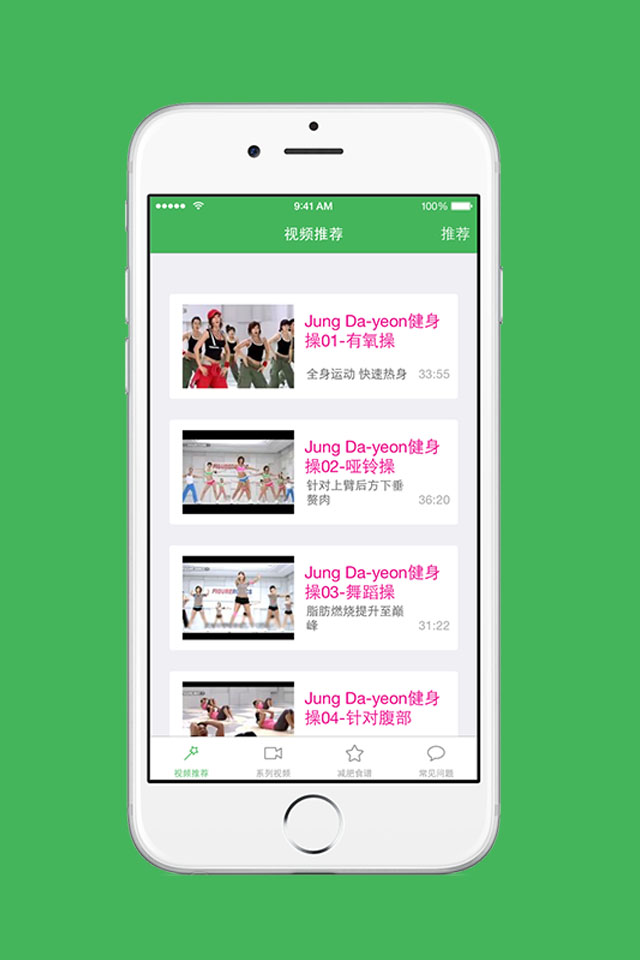 9:41 AM
100%
视频推荐
推荐
Jung Da-yeon健身
操01-有氧操
全身运动 快速热身
33:55
Jung Da-yeon健身
操02-哑铃操
针对上臂后方下垂
赘肉
36:20
Jung Da-yeon健身
操03-舞蹈操
脂肪燃烧提升至巅
峰
31:22
Jung Da-yeon健身
操04-针对腹部
视频推荐
系列视频
减肥食谱
常见问题